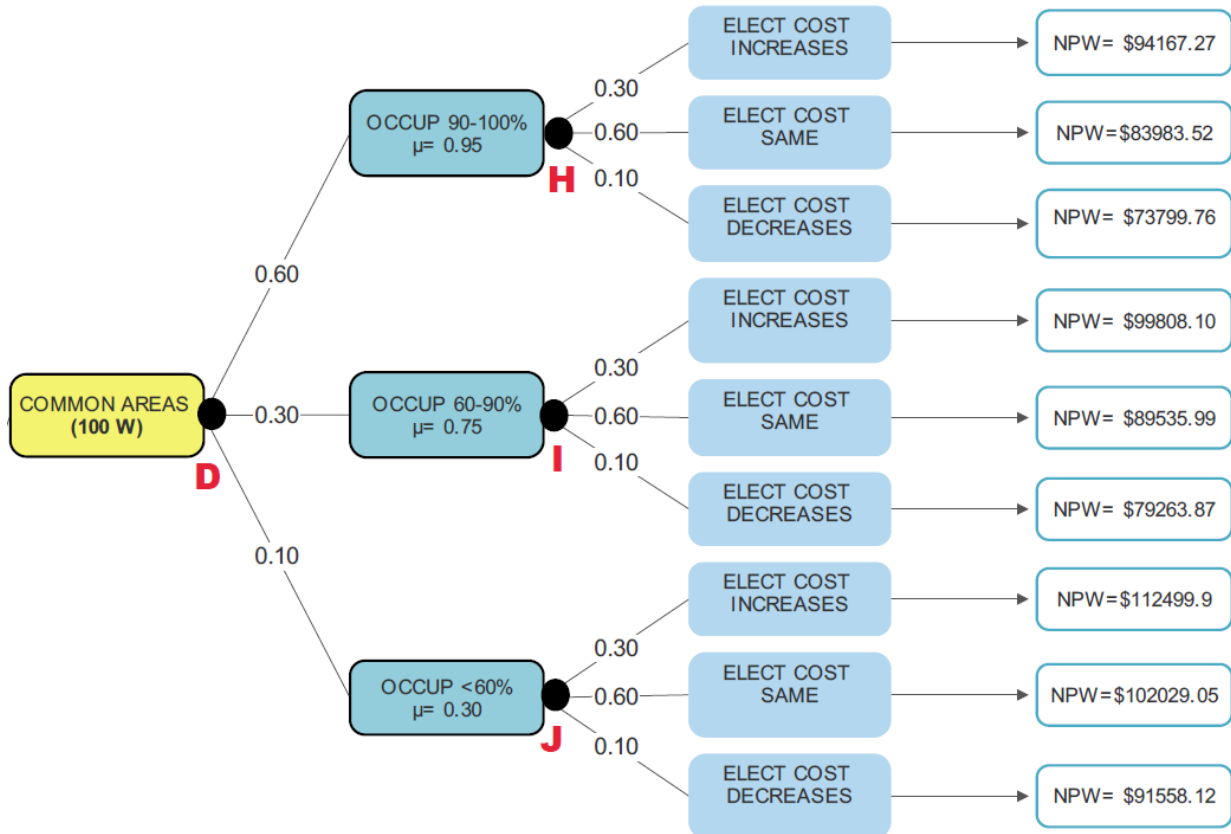 ELECT COST
INCREASES
NPW= $94167.27
0.30
OCCUP 90-100%
µ= 0.95
H
0.60
ELECT COST
SAME
NPW=$83983.52
0.10
ELECT COST
DECREASES
NPW= $73799.76
0.60
ELECT COST
INCREASES
NPW= $99808.10
0.30
COMMON AREAS
(100 W)
D
0.30
OCCUP 60-90%
µ= 0.75
I
0.60
ELECT COST
SAME
NPW= $89535.99
0.10
ELECT COST
DECREASES
NPW= $79263.87
0.10
ELECT COST
INCREASES
NPW=$112499.9
0.30
OCCUP <60%
µ= 0.30
J
0.60
ELECT COST
SAME
NPW=$102029.05
0.10
ELECT COST
DECREASES
NPW= $91558.12